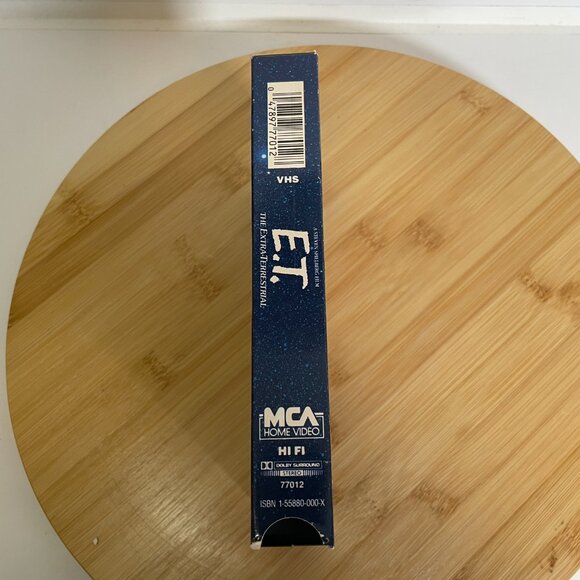 0 47897 77012
VHS
A STEVEN SPIELBERG FILM
E.T.
THE EXTRA-TERRESTRIAL
MCA
HOME VIDEO
HI FI
DOLBY SURROUND
STEREO
77012
ISBN 1-55880-000-X